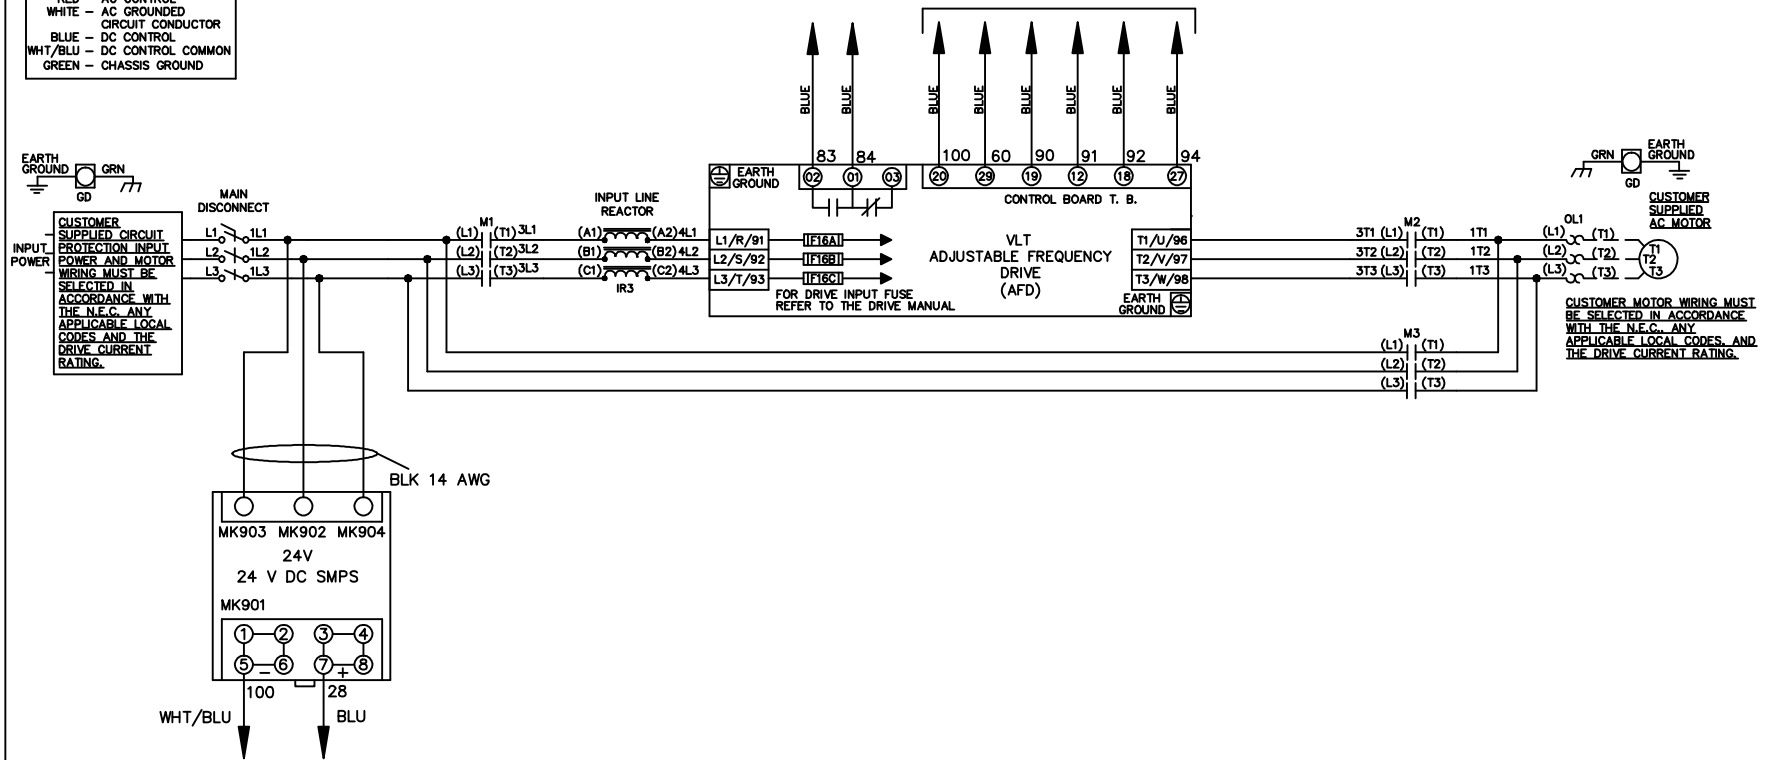 WHITE – AC GROUNDED
CIRCUIT CONDUCTOR
BLUE – DC CONTROL
WHT/BLU – DC CONTROL COMMON
GREEN – CHASSIS GROUND
EARTH
GROUND
GRN
GD
MAIN
DISCONNECT
INPUT
POWER
CUSTOMER
SUPPLIED CIRCUIT
PROTECTION INPUT
POWER AND MOTOR
WIRING MUST BE
SELECTED IN
ACCORDANCE WITH
THE N.E.C. ANY
APPLICABLE LOCAL
CODES AND THE
DRIVE CURRENT
RATING.
L1 1L1
L2 1L2
L3 1L3
M1
(L1) (T1) 3L1
(L2) (T2) 3L2
(L3) (T3) 3L3
INPUT LINE
REACTOR
(A1) (A2) 4L1
(B1) (B2) 4L2
(C1) (C2) 4L3
IR3
BLUE BLUE BLUE BLUE BLUE BLUE BLUE BLUE
83 84 100 60 90 91 92 94
EARTH
GROUND
02 01 03 20 29 19 12 18 27
CONTROL BOARD T. B.
L1/R/91 F16A
L2/S/92 F16B
L3/T/93 F16C
FOR DRIVE INPUT FUSE
REFER TO THE DRIVE MANUAL
VLT
ADJUSTABLE FREQUENCY
DRIVE
(AFD)
T1/U/96
T2/V/97
T3/W/98
EARTH
GROUND
M2
3T1 (L1) (T1) 1T1
3T2 (L2) (T2) 1T2
3T3 (L3) (T3) 1T3
M3
(L1) (T1)
(L2) (T2)
(L3) (T3)
GRN
EARTH
GROUND
GD
CUSTOMER
SUPPLIED
AC MOTOR
OL1
(L1) (T1)
(L2) (T2)
(L3) (T3)
T1
T2
T3
CUSTOMER MOTOR WIRING MUST
BE SELECTED IN ACCORDANCE
WITH THE N.E.C., ANY
APPLICABLE LOCAL CODES, AND
THE DRIVE CURRENT RATING.
BLK 14 AWG
MK903 MK902 MK904
24V
24 V DC SMPS
MK901
1 2 3 4
5 6 7 8
– +
100 28
WHT/BLU BLU